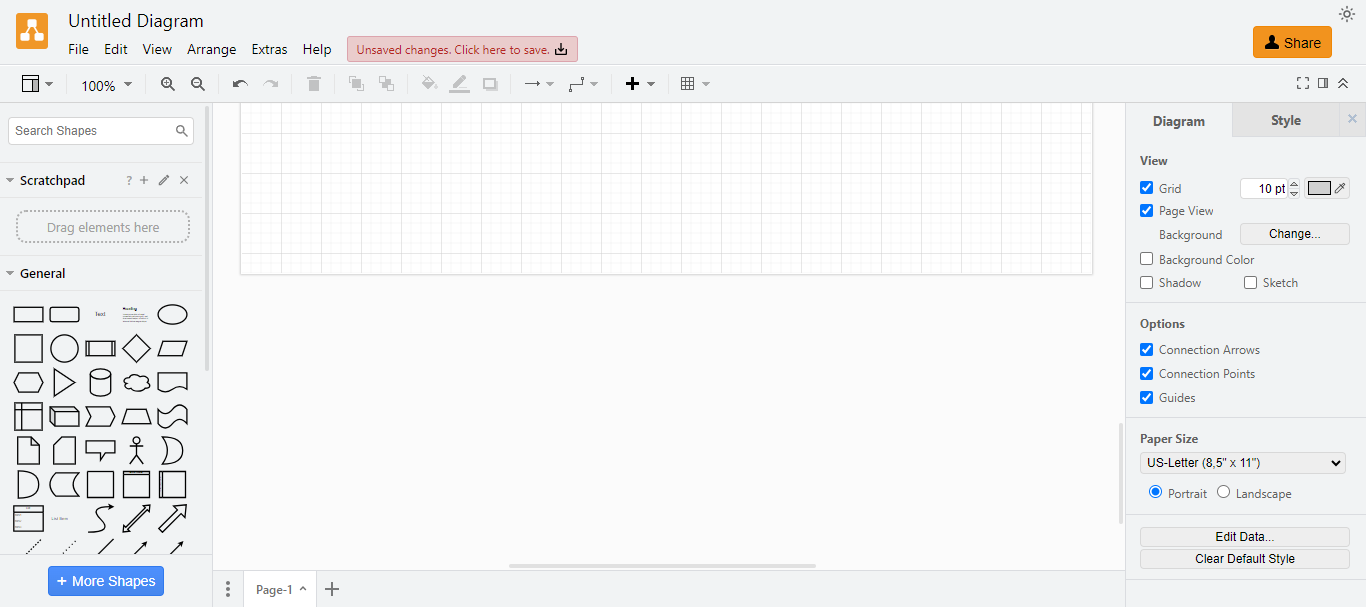 Untitled Diagram
File Edit View Arrange Extras Help Unsaved changes. Click here to save.
Share
100%
Search Shapes
Scratchpad ? + 
Drag elements here
General
Text
Heading
List Item
+ More Shapes
Page-1
Diagram Style
View
Grid 10 pt
Page View
Background Change...
Background Color
Shadow Sketch
Options
Connection Arrows
Connection Points
Guides
Paper Size
US-Letter (8,5" x 11")
Portrait Landscape
Edit Data...
Clear Default Style